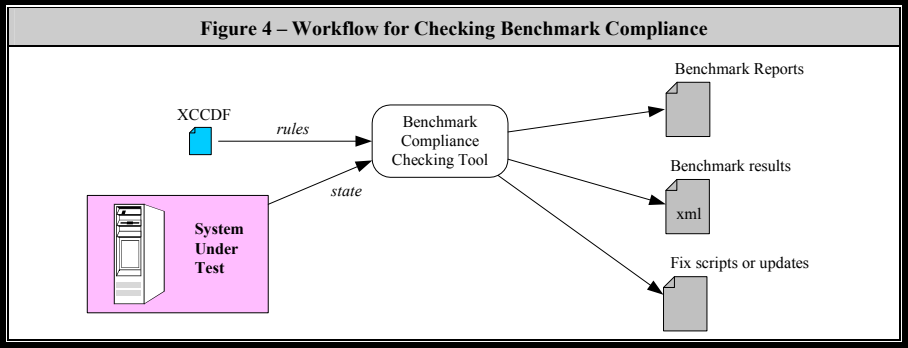 Figure 4 – Workflow for Checking Benchmark Compliance
Benchmark Reports
XCCDF
rules
Benchmark
Compliance
Checking Tool
Benchmark results
xml
state
System
Under
Test
Fix scripts or updates